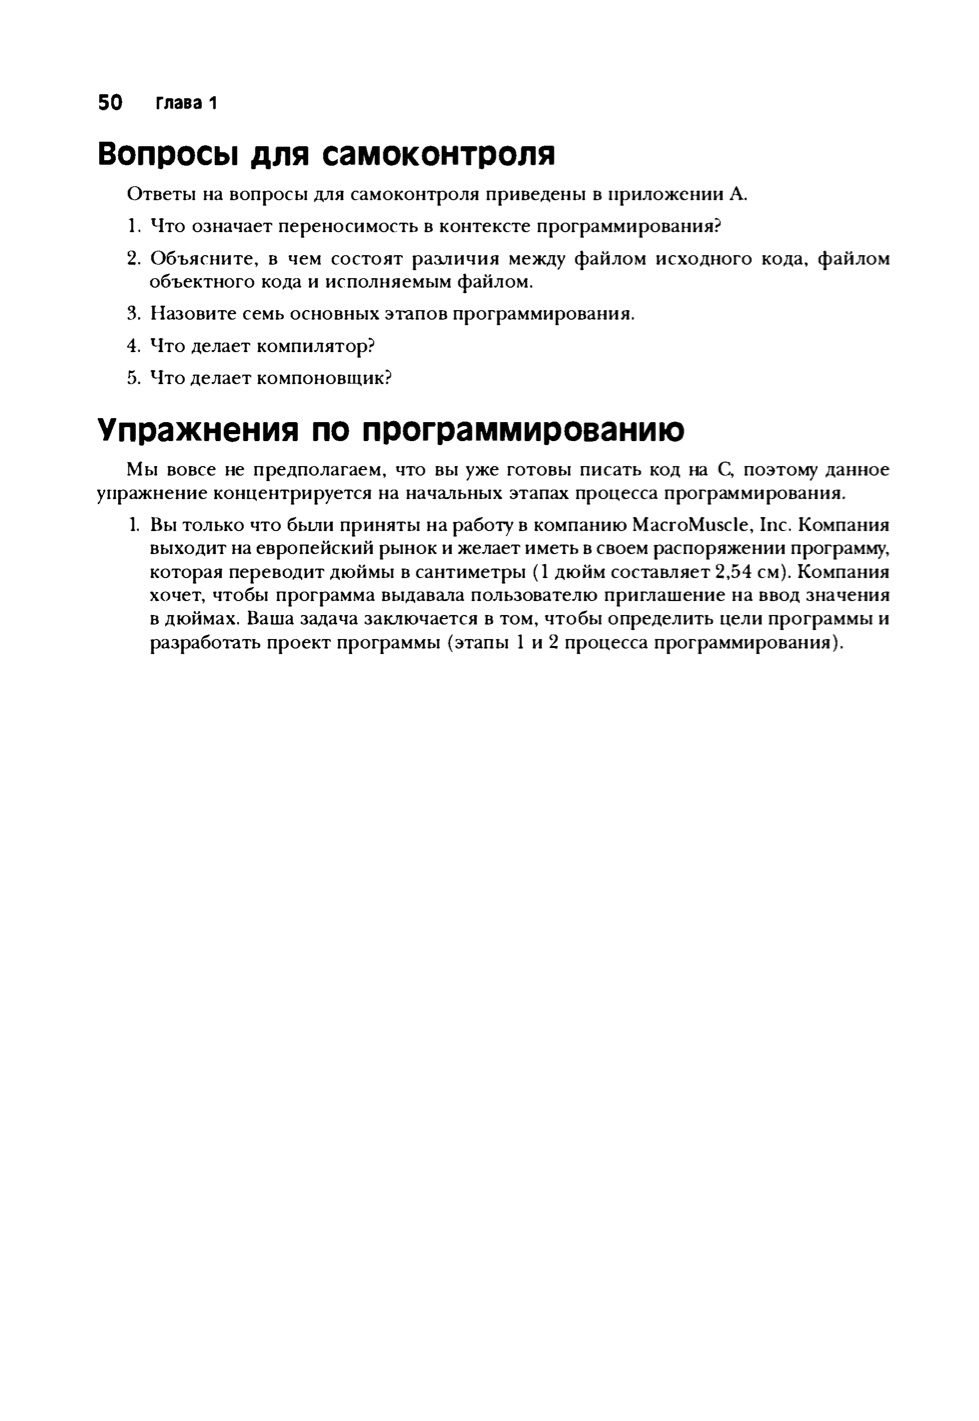 50 Глава 1
Вопросы для самоконтроля
Ответы на вопросы для самоконтроля приведены в приложении А.
1. Что означает переносимость в контексте программирования?
2. Объясните, в чем состоят различия между файлом исходного кода, файлом
объектного кода и исполняемым файлом.
3. Назовите семь основных этапов программирования.
4. Что делает компилятор?
5. Что делает компоновщик?
Упражнения по программированию
Мы вовсе не предполагаем, что вы уже готовы писать код на С, поэтому данное
упражнение концентрируется на начальных этапах процесса программирования.
1. Вы только что были приняты на работу в компанию MacroMuscle, Inc. Компания
выходит на европейский рынок и желает иметь в своем распоряжении программу,
которая переводит дюймы в сантиметры (1 дюйм составляет 2,54 см). Компания
хочет, чтобы программа выдавала пользователю приглашение на ввод значения
в дюймах. Ваша задача заключается в том, чтобы определить цели программы и
разработать проект программы (этапы 1 и 2 процесса программирования).